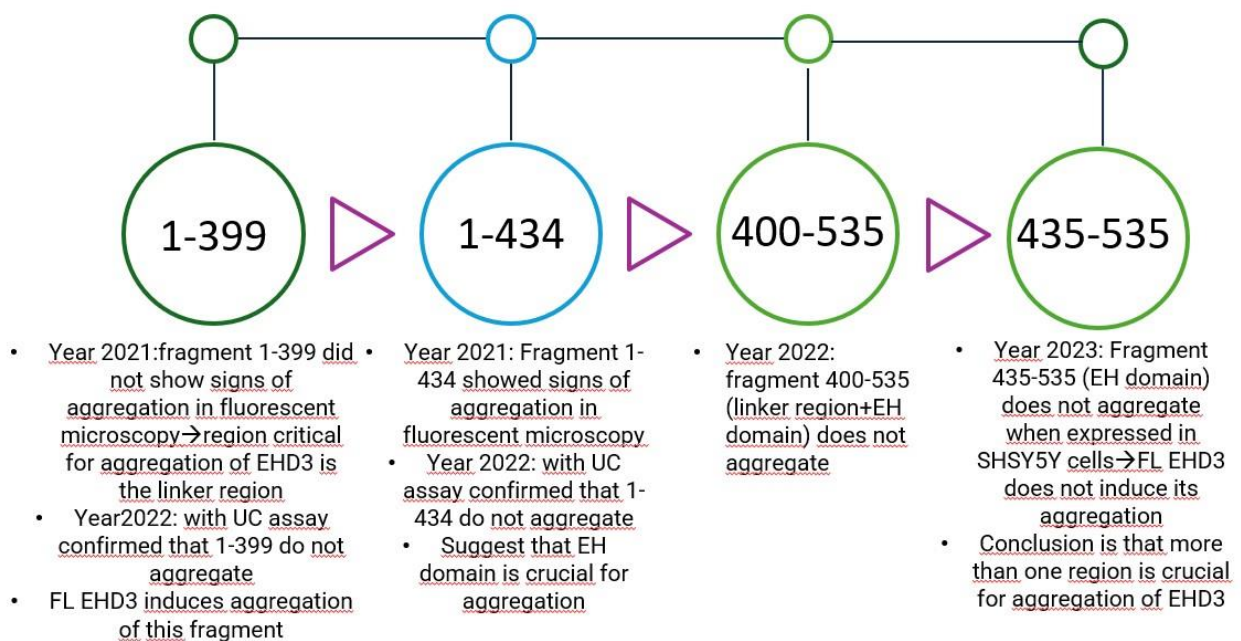 1-399
1-434
400-535
435-535
• Year 2021:fragment 1-399 did
not show signs of
aggregation in fluorescent
microscopy→region critical
for aggregation of EHD3 is
the linker region
• Year2022: with UC assay
confirmed that 1-399 do not
aggregate
• FL EHD3 induces aggregation
of this fragment
• Year 2021: Fragment 1-
434 showed signs of
aggregation in
fluorescent microscopy
• Year 2022: with UC
assay confirmed that 1-
434 do not aggregate
• Suggest that EH
domain is crucial for
aggregation
• Year 2022:
fragment 400-535
(linker region+EH
domain) does not
aggregate
• Year 2023: Fragment
435-535 (EH domain)
does not aggregate
when expressed in
SHSY5Y cells→FL EHD3
does not induce its
aggregation
• Conclusion is that more
than one region is crucial
for aggregation of EHD3